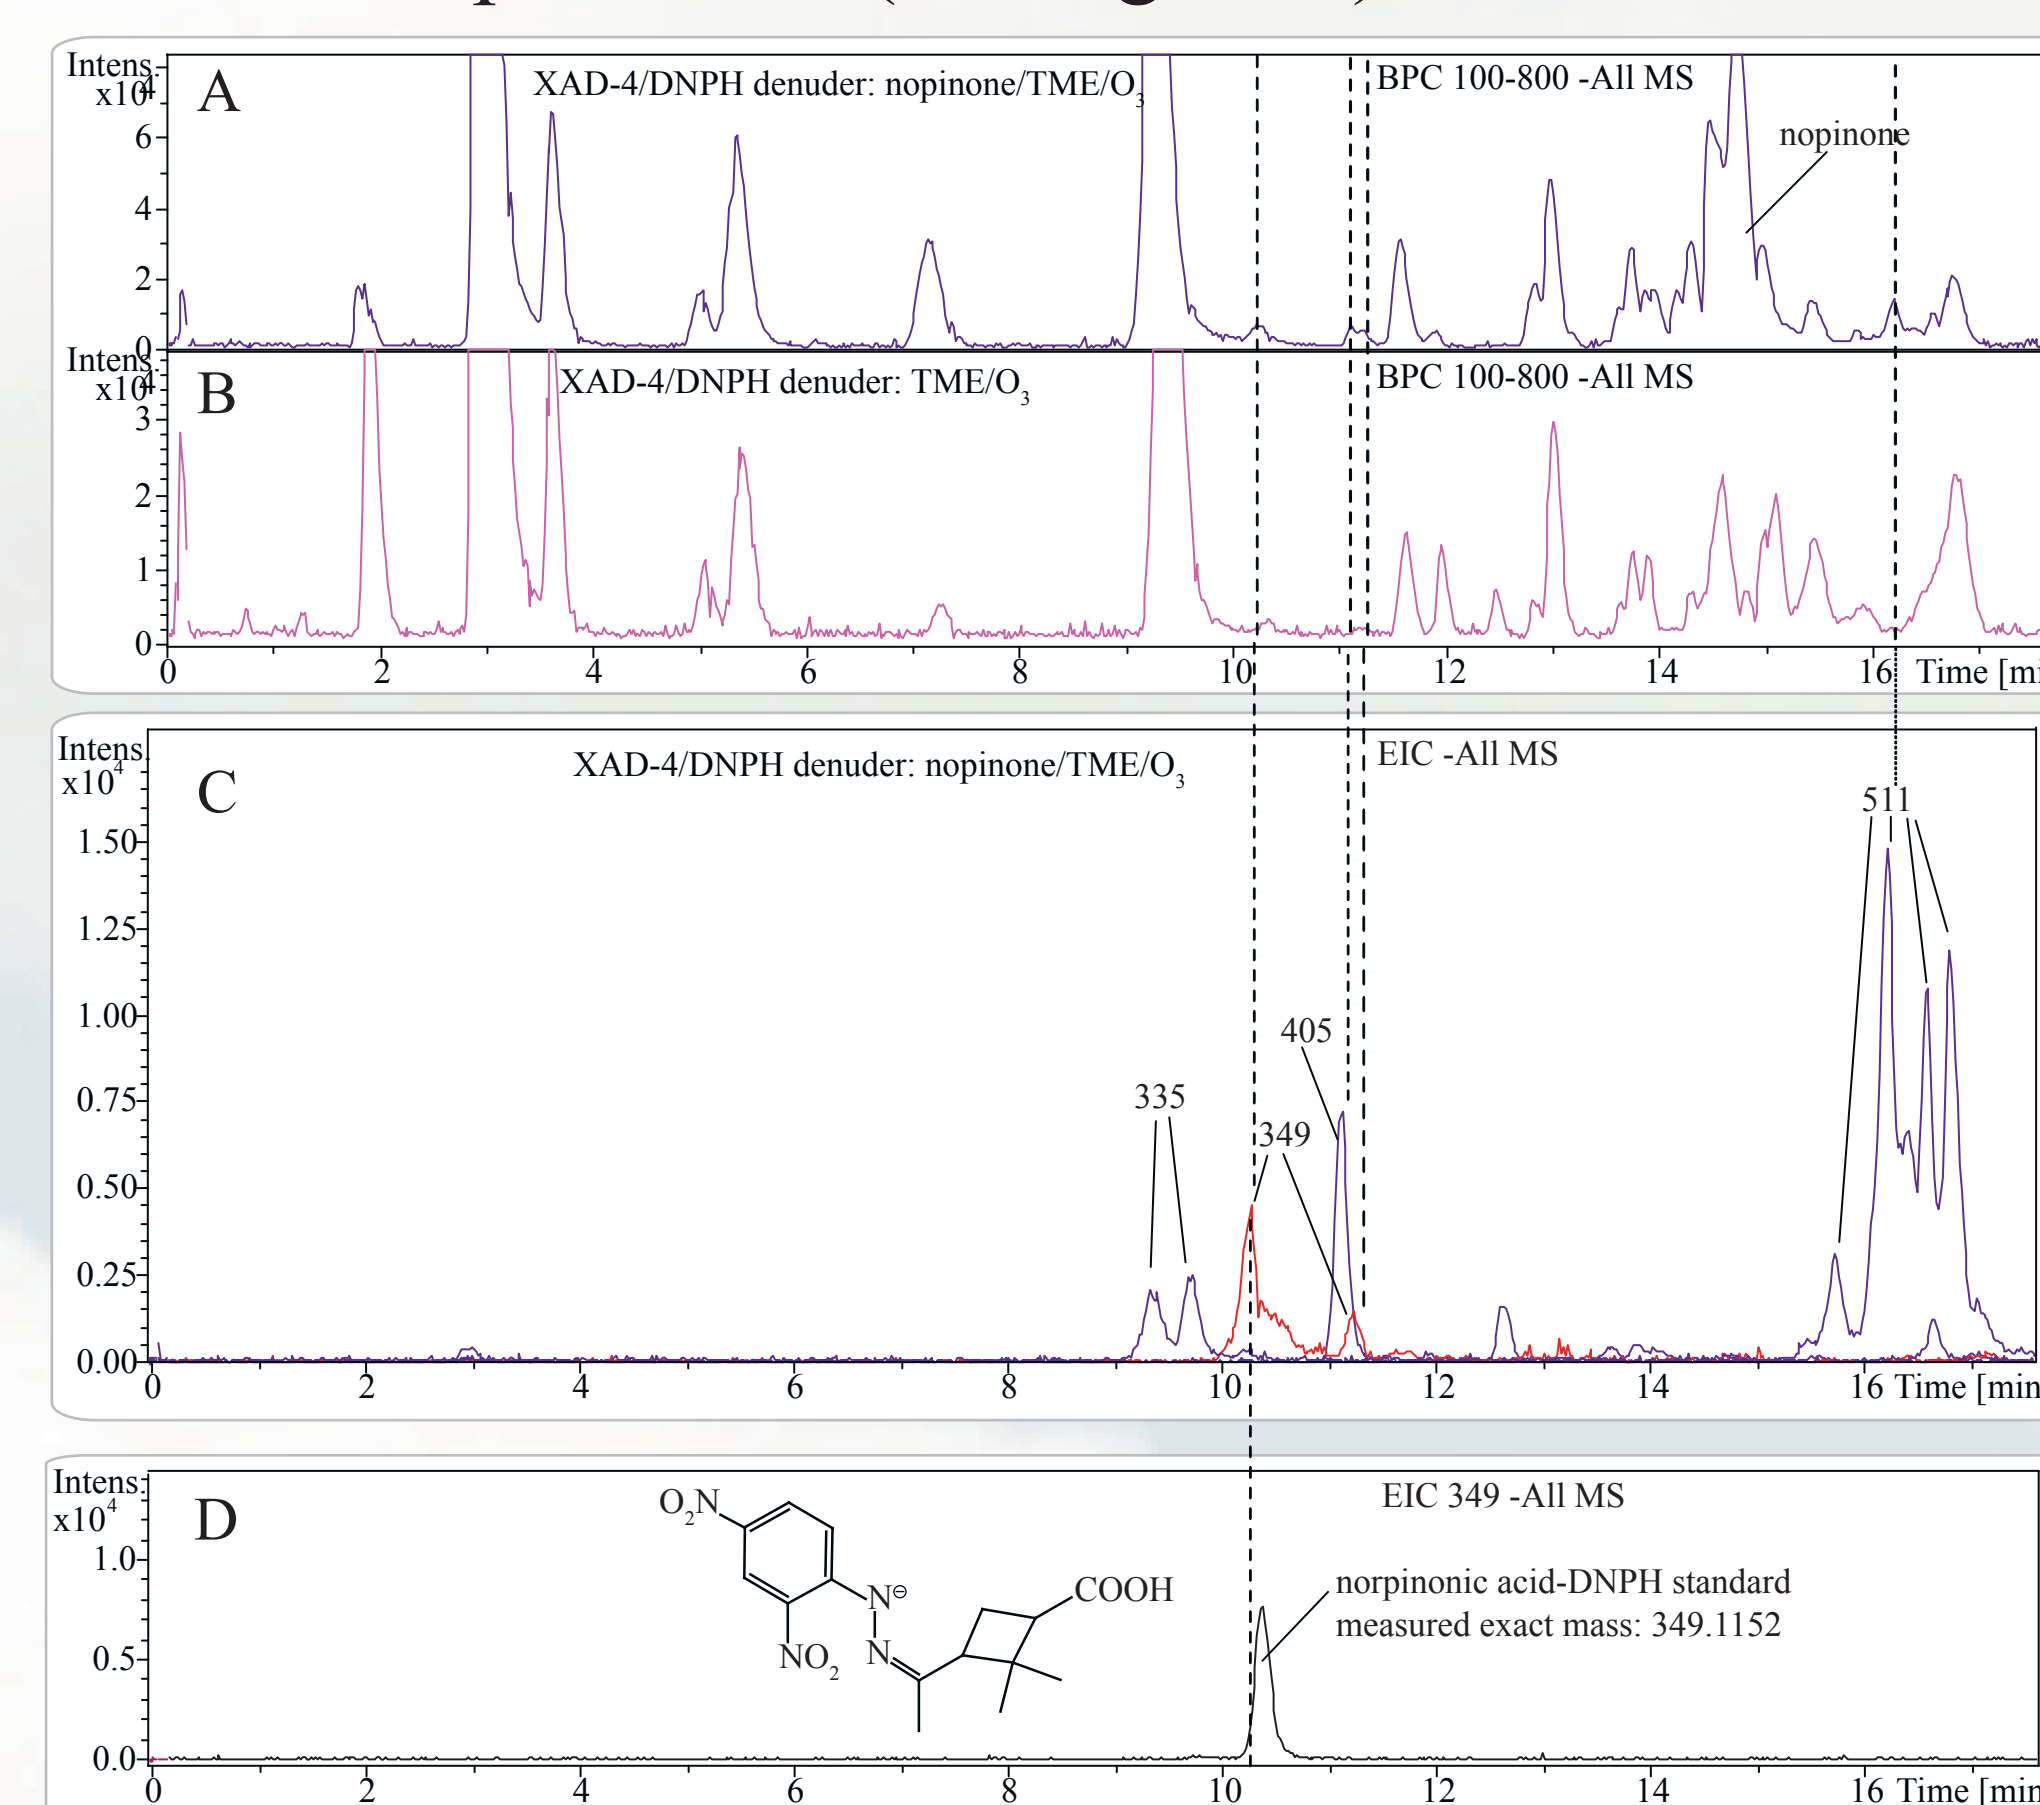 Intens.
x10⁴
A
XAD-4/DNPH denuder: nopinone/TME/O₃
BPC 100-800 -All MS
nopinone
6
4
2
0
Intens.
x10⁴
B
XAD-4/DNPH denuder: TME/O₃
BPC 100-800 -All MS
3
2
1
0
0 2 4 6 8 10 12 14 16 Time [mi
Intens.
x10⁴
C
XAD-4/DNPH denuder: nopinone/TME/O₃
EIC -All MS
511
1.50
1.25
1.00
405
0.75
335
349
0.50
0.25
0.00
0 2 4 6 8 10 12 14 16 Time [min
Intens.
x10⁴
D
EIC 349 -All MS
O₂N
N⊖
N
NO₂
COOH
norpinonic acid-DNPH standard
measured exact mass: 349.1152
1.0
0.5
0.0
0 2 4 6 8 10 12 14 16 Time [min